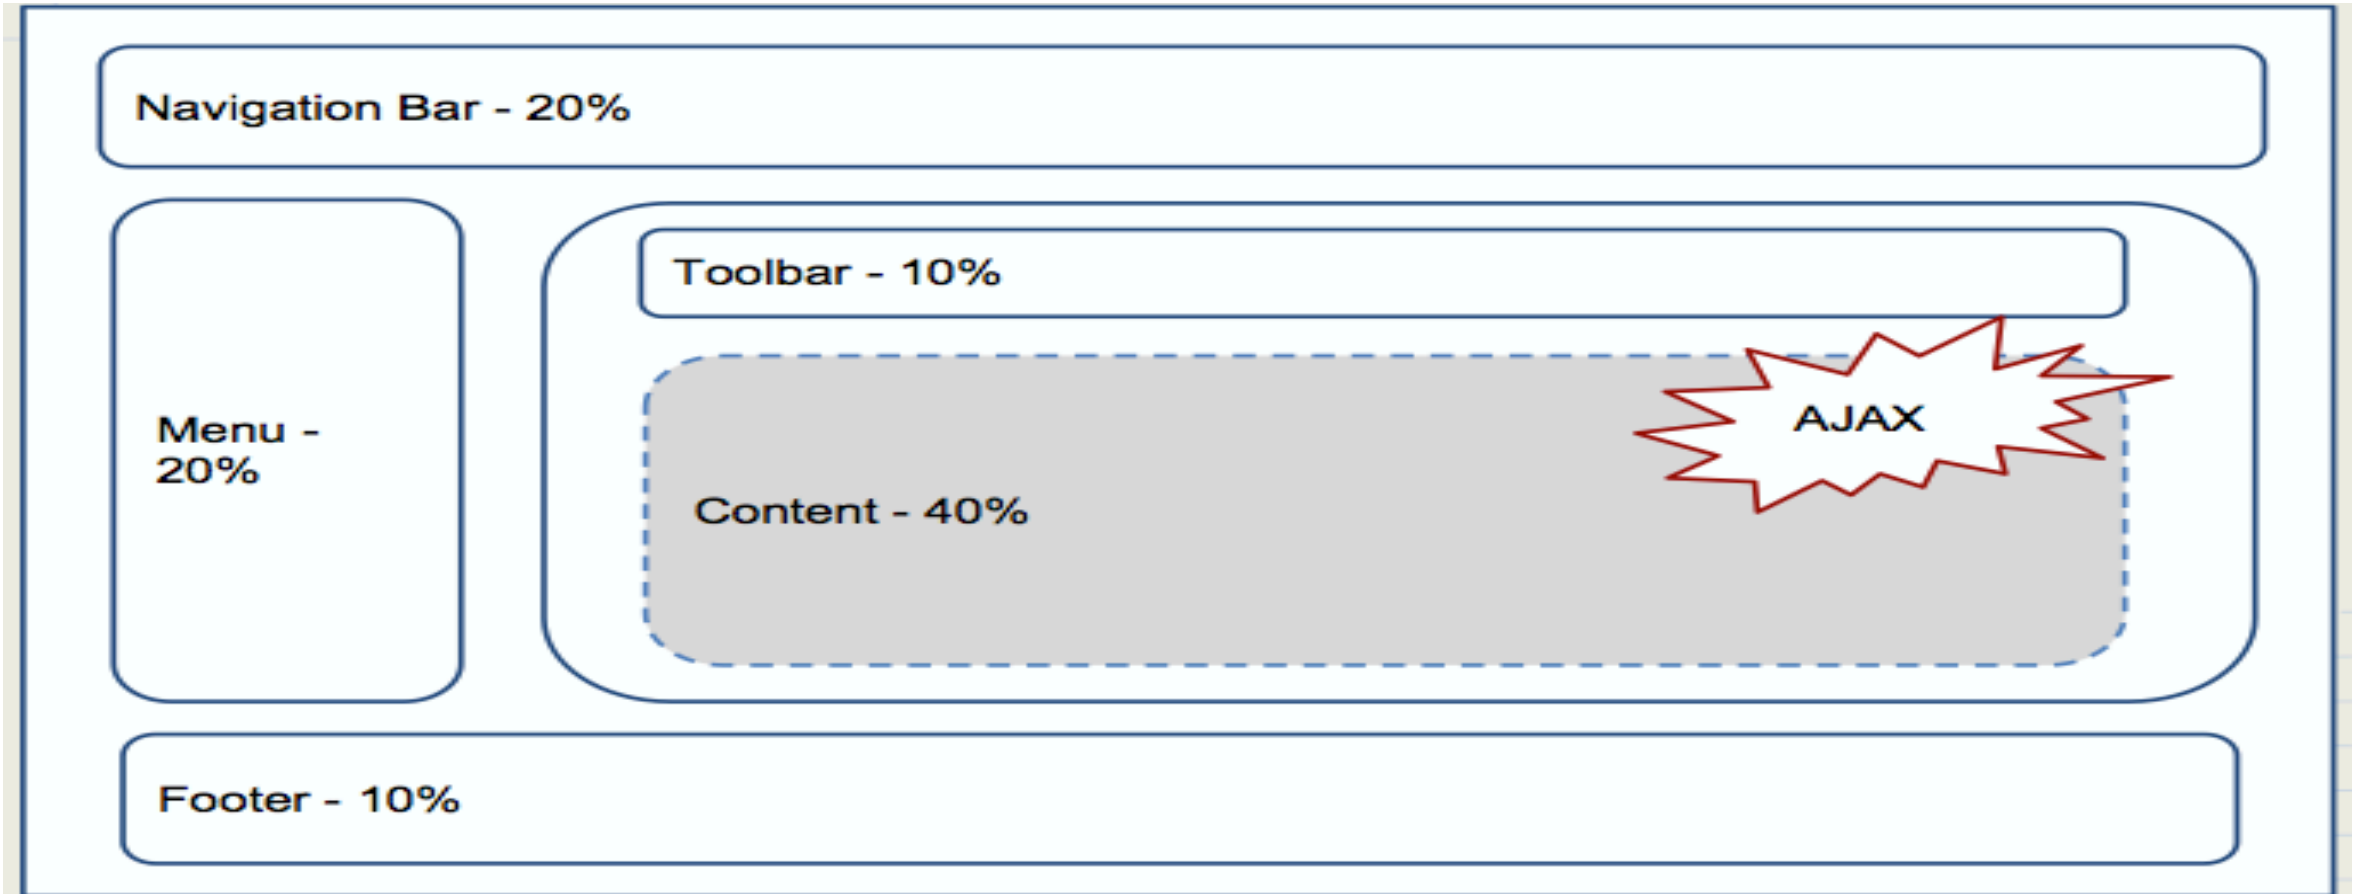 Navigation Bar - 20%
Toolbar - 10%
AJAX
Menu -
20%
Content - 40%
Footer - 10%